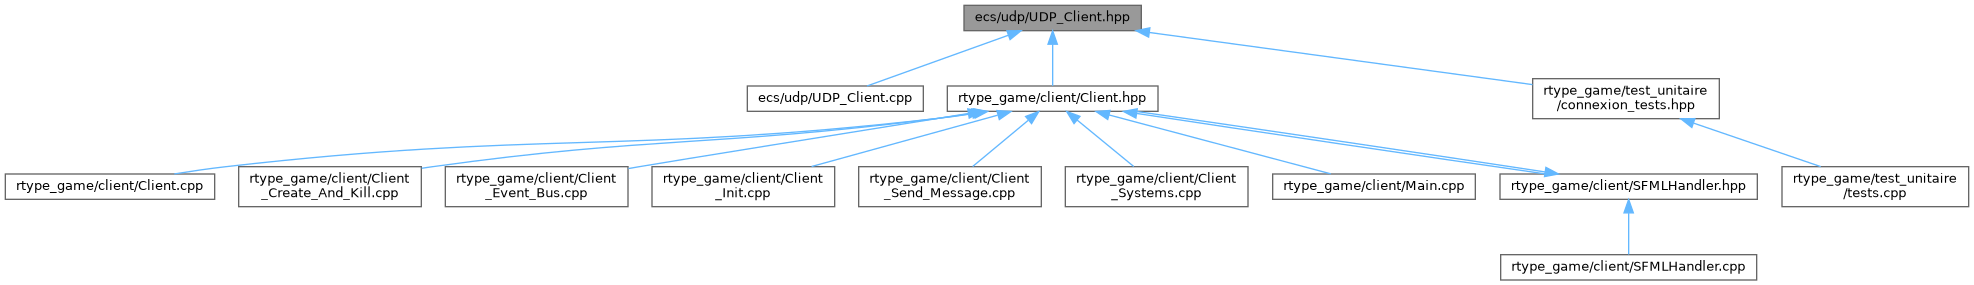 ecs/udp/UDP_Client.hpp
ecs/udp/UDP_Client.cpp
rtype_game/client/Client.hpp
rtype_game/test_unitaire
/connexion_tests.hpp
rtype_game/client/Client.cpp
rtype_game/client/Client
_Create_And_Kill.cpp
rtype_game/client/Client
_Event_Bus.cpp
rtype_game/client/Client
_Init.cpp
rtype_game/client/Client
_Send_Message.cpp
rtype_game/client/Client
_Systems.cpp
rtype_game/client/Main.cpp
rtype_game/client/SFMLHandler.hpp
rtype_game/test_unitaire
/tests.cpp
rtype_game/client/SFMLHandler.cpp